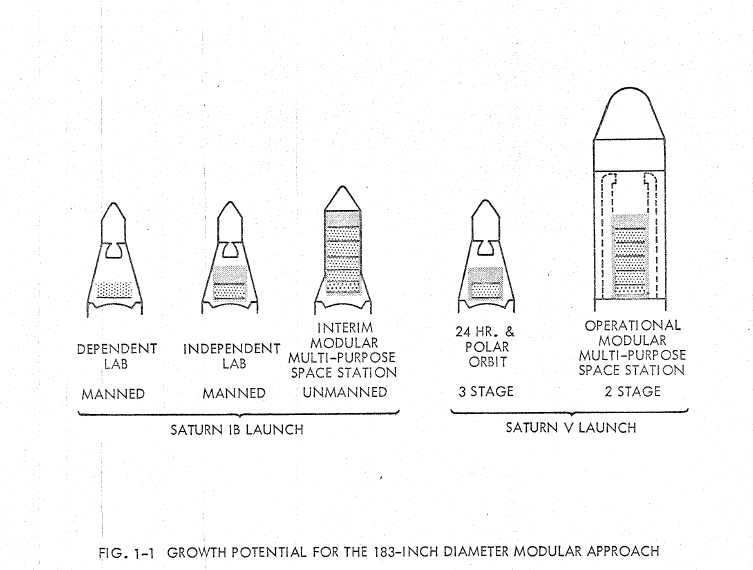 DEPENDENT
LAB
MANNED
INDEPENDENT
LAB
MANNED
INTERIM
MODULAR
MULTI-PURPOSE
SPACE STATION
UNMANNED
SATURN IB LAUNCH
24 HR. &
POLAR
ORBIT
3 STAGE
OPERATIONAL
MODULAR
MULTI-PURPOSE
SPACE STATION
2 STAGE
SATURN V LAUNCH
FIG. 1-1 GROWTH POTENTIAL FOR THE 183-INCH DIAMETER MODULAR APPROACH